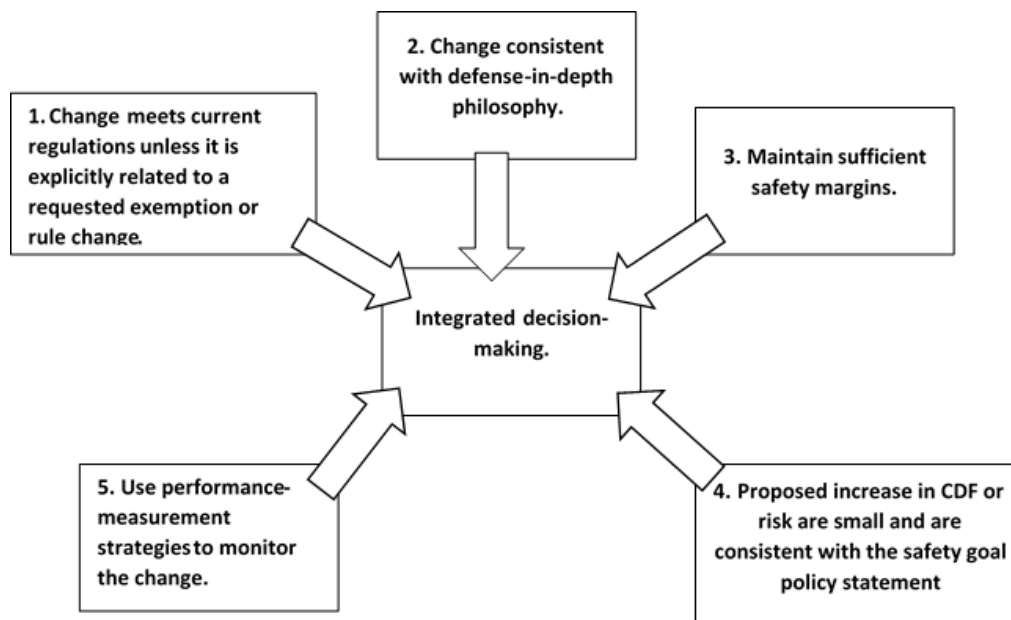 2. Change consistent
with defense-in-depth
philosophy.
1. Change meets current
regulations unless it is
explicitly related to a
requested exemption or
rule change.
3. Maintain sufficient
safety margins.
Integrated decision-
making.
5. Use performance-
measurement
strategies to monitor
the change.
4. Proposed increase in CDF or
risk are small and are
consistent with the safety goal
policy statement